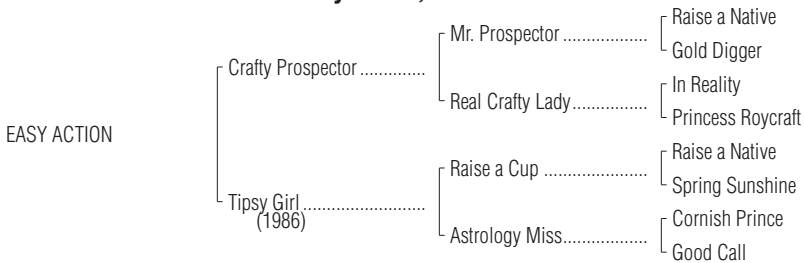 Raise a Native
Mr. Prospector ..................
Gold Digger
Crafty Prospector ..............
In Reality
Real Crafty Lady................
Princess Roycraft
EASY ACTION
Raise a Native
Raise a Cup ......................
Spring Sunshine
Tipsy Girl ..........................
(1986)
Cornish Prince
Astrology Miss..................
Good Call